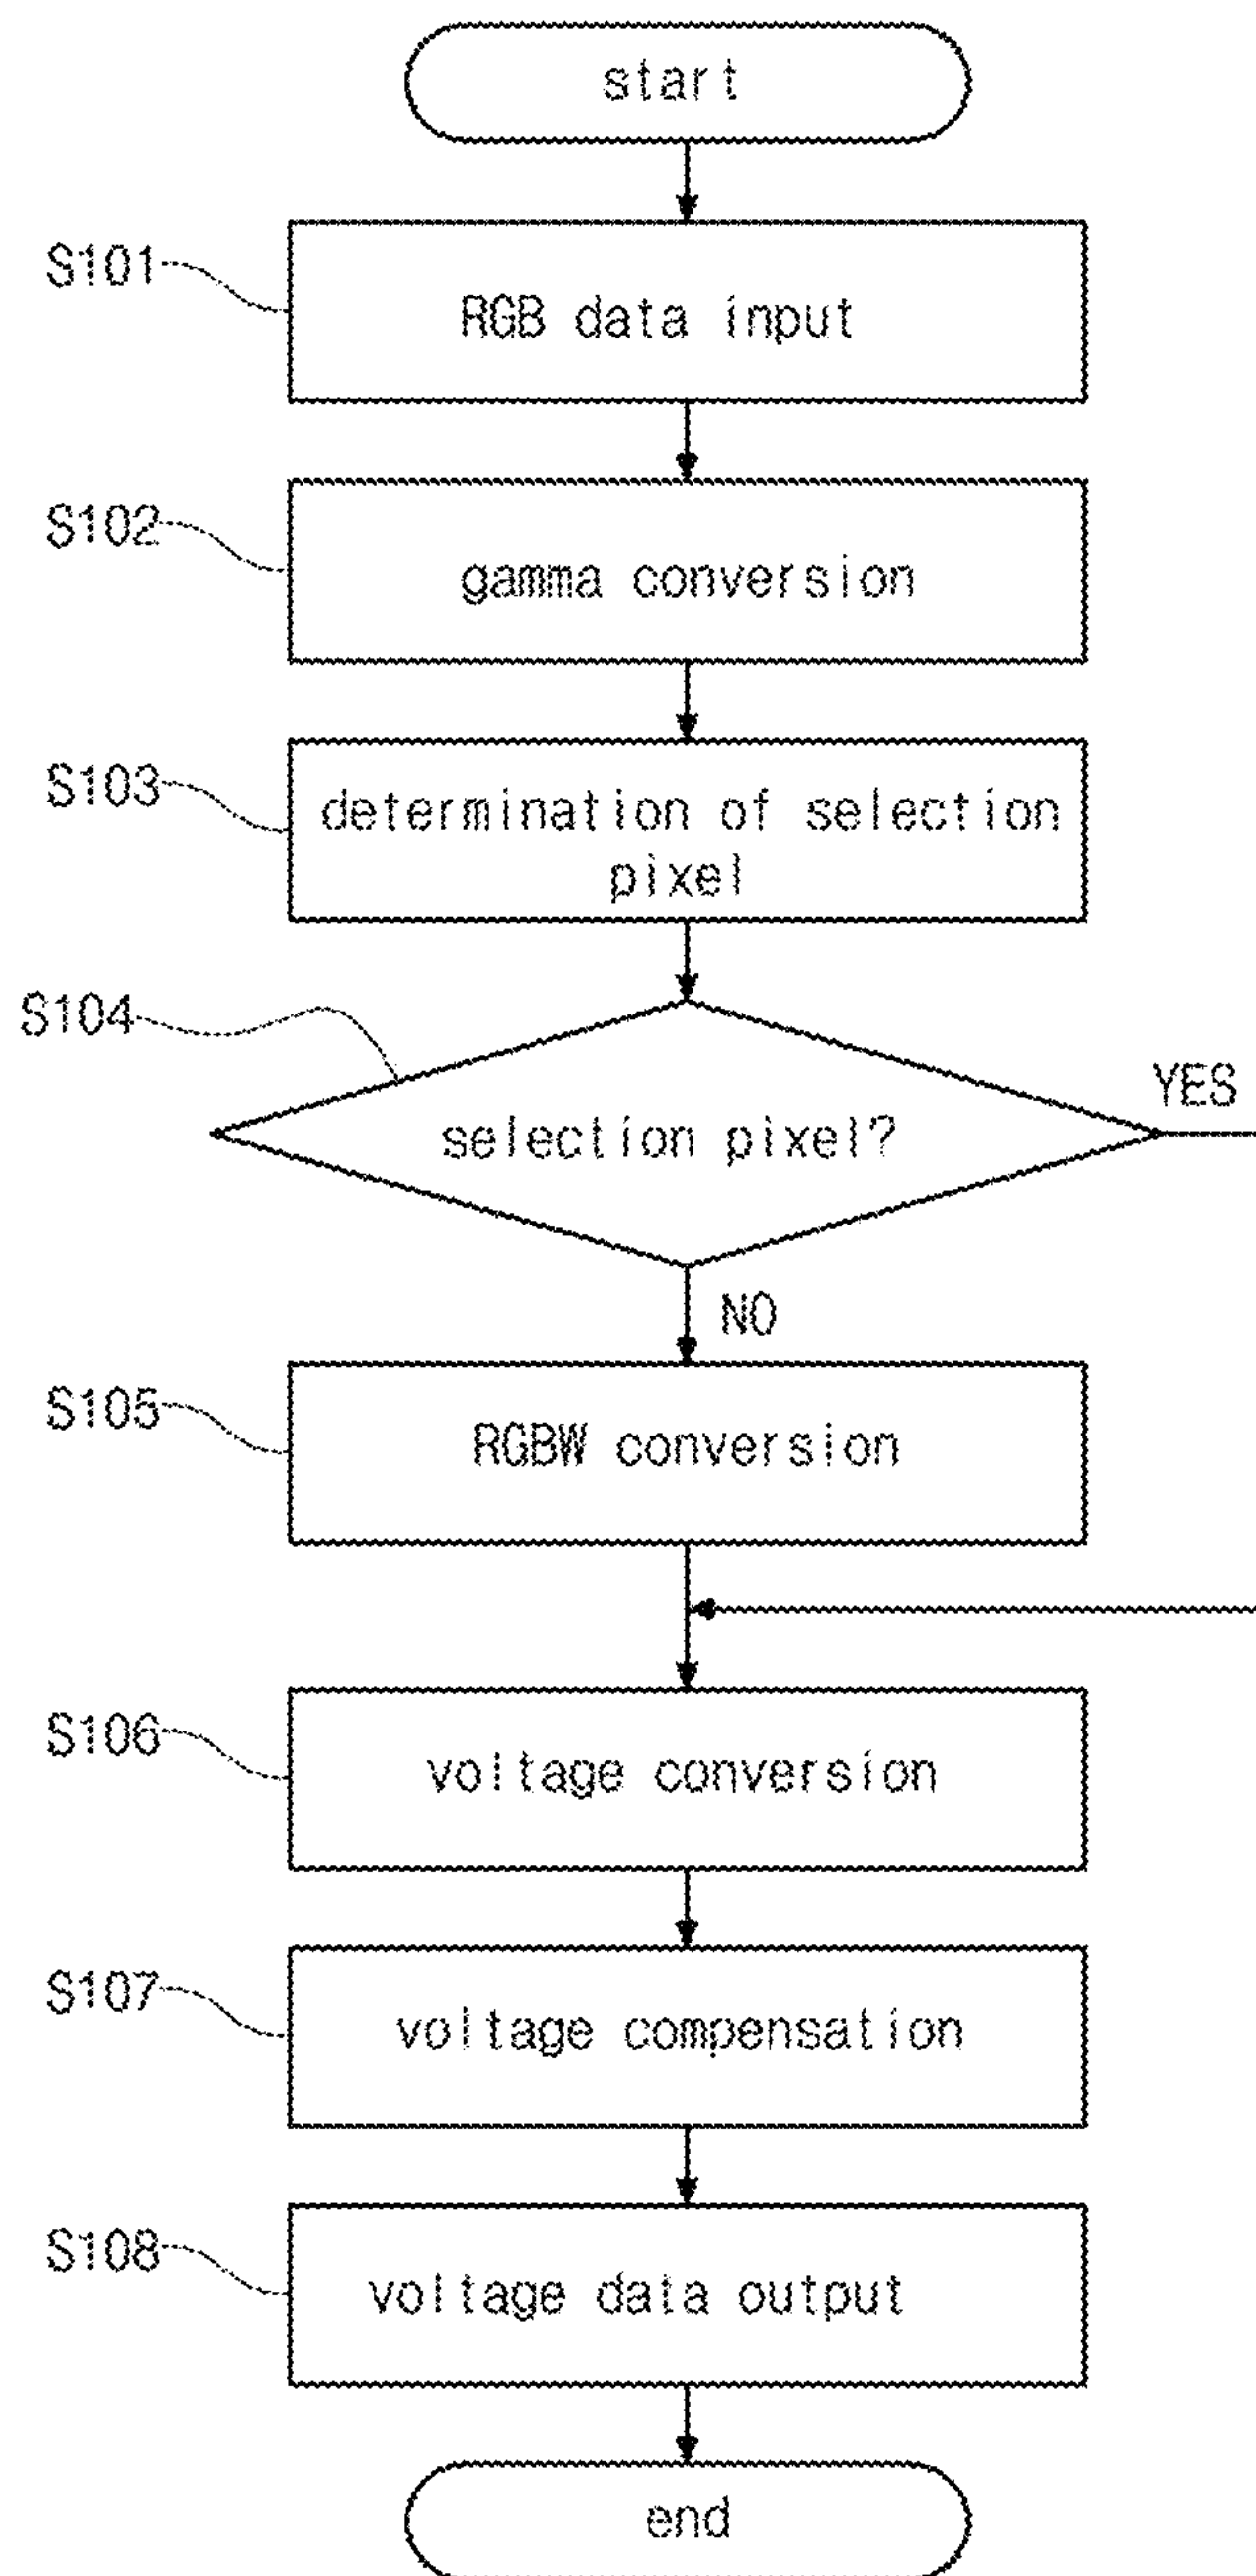 start
S101
RGB data input
S102
gamma conversion
S103
determination of selection
pixel
S104
selection pixel?
YES
NO
S105
RGBW conversion
S106
voltage conversion
S107
voltage compensation
S108
voltage data output
end